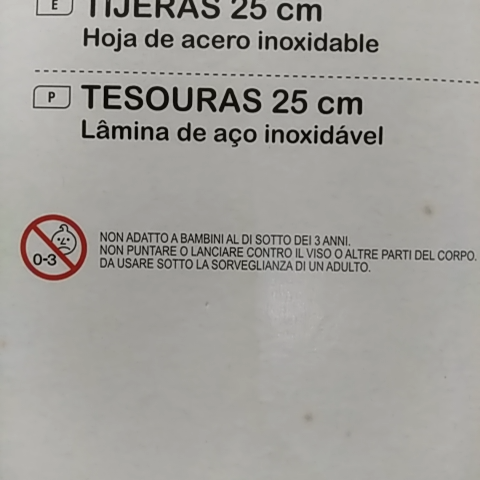 E TIJERAS 25 cm
Hoja de acero inoxidable
P TESOURAS 25 cm
Lâmina de aço inoxidável
0-3
NON ADATTO A BAMBINI AL DI SOTTO DEI 3 ANNI.
NON PUNTARE O LANCIARE CONTRO IL VISO O ALTRE PARTI DEL CORPO.
DA USARE SOTTO LA SORVEGLIANZA DI UN ADULTO.